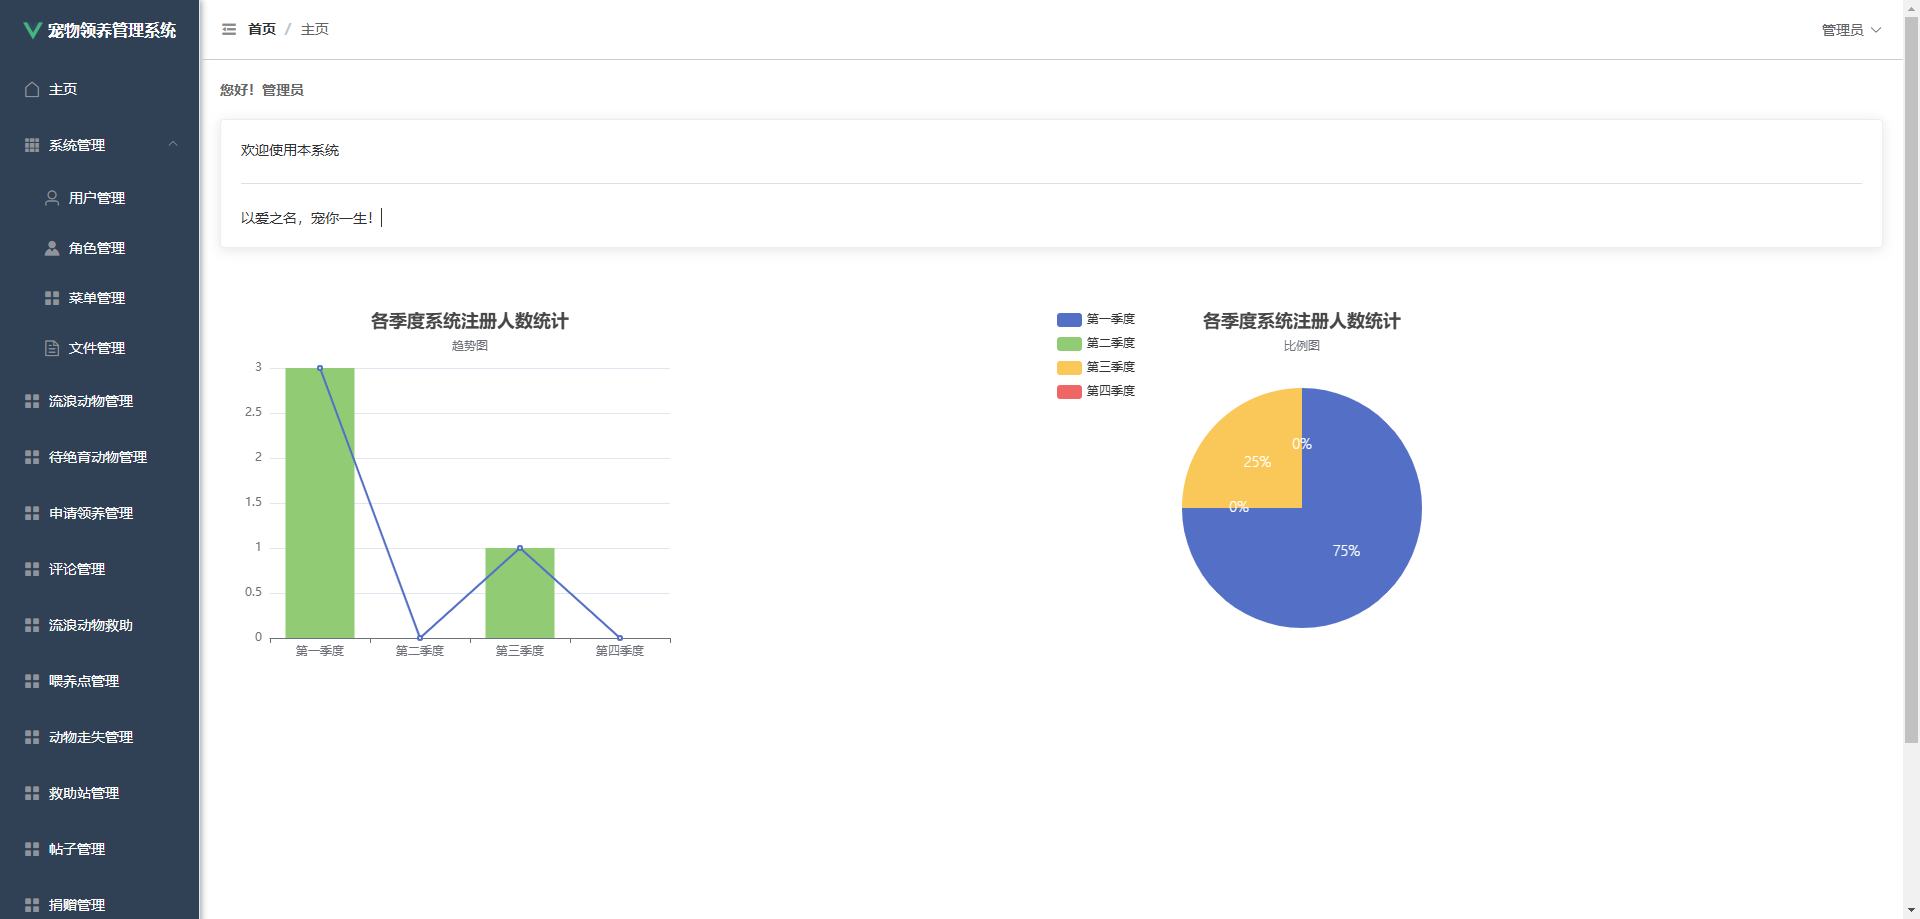 宠物领养管理系统
主页
系统管理
用户管理
角色管理
菜单管理
文件管理
流浪动物管理
待绝育动物管理
申请领养管理
评论管理
流浪动物救助
喂养点管理
动物走失管理
救助站管理
帖子管理
捐赠管理
首页 / 主页
管理员
您好！管理员
欢迎使用本系统
以爱之名，宠你一生！
各季度系统注册人数统计
趋势图
3
2.5
2
1.5
1
0.5
0
第一季度 第二季度 第三季度 第四季度
第一季度
第二季度
第三季度
第四季度
各季度系统注册人数统计
比例图
0%
25%
0%
75%